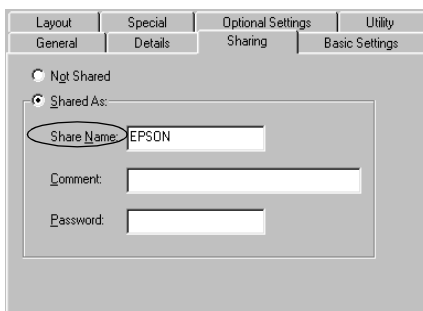 Layout Special Optional Settings Utility
General Details Sharing Basic Settings
Not Shared
Shared As:
Share Name: EPSON
Comment:
Password: